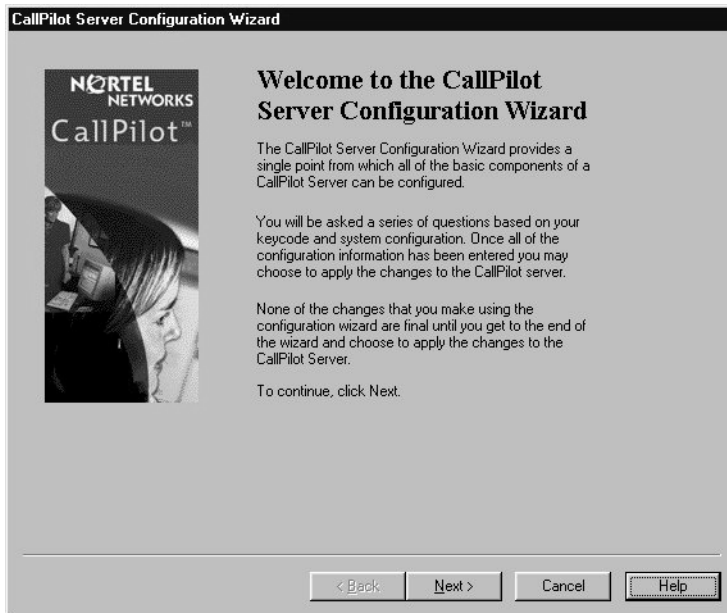 CallPilot Server Configuration Wizard
NORTEL
NETWORKS
CallPilot™
Welcome to the CallPilot
Server Configuration Wizard
The CallPilot Server Configuration Wizard provides a
single point from which all of the basic components of a
CallPilot Server can be configured.
You will be asked a series of questions based on your
keycode and system configuration. Once all of the
configuration information has been entered you may
choose to apply the changes to the CallPilot server.
None of the changes that you make using the
configuration wizard are final until you get to the end of
the wizard and choose to apply the changes to the
CallPilot Server.
To continue, click Next.
< Back
Next >
Cancel
Help